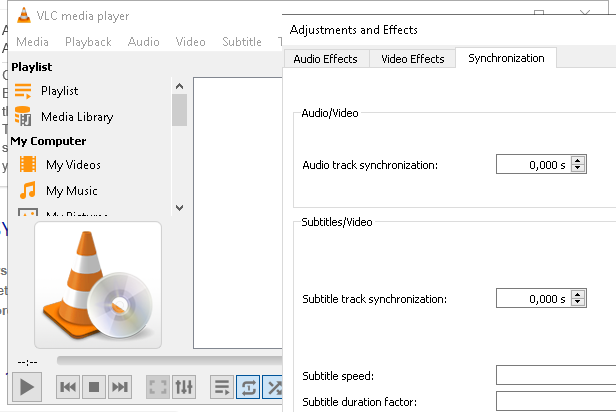 VLC media player
Media Playback Audio Video Subtitle
Playlist
Playlist
Media Library
My Computer
My Videos
My Music
My Pictures
--:--
Adjustments and Effects
Audio Effects Video Effects Synchronization
Audio/Video
Audio track synchronization: 0,000 s
Subtitles/Video
Subtitle track synchronization: 0,000 s
Subtitle speed:
Subtitle duration factor: